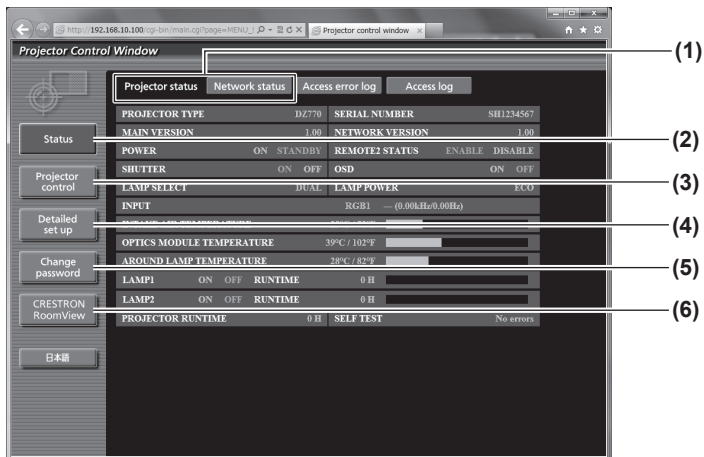 http://192.168.10.100/cgi-bin/main.cgi?page=MENU_
Projector control window
Projector Control Window
(1)
Projector status Network status Access error log Access log
PROJECTOR TYPE DZ770 SERIAL NUMBER SH1234567
MAIN VERSION 1.00 NETWORK VERSION 1.00
Status
(2)
POWER ON STANDBY REMOTE2 STATUS ENABLE DISABLE
SHUTTER ON OFF OSD ON OFF
Projector
control
(3)
LAMP SELECT DUAL LAMP POWER ECO
INPUT RGB1 — (0.00kHz/0.00Hz)
Detailed
set up
(4)
OPTICS MODULE TEMPERATURE 39°C / 102°F
AROUND LAMP TEMPERATURE 28°C / 82°F
Change
password
(5)
LAMP1 ON OFF RUNTIME 0 H
LAMP2 ON OFF RUNTIME 0 H
CRESTRON
RoomView
(6)
PROJECTOR RUNTIME 0 H SELF TEST No errors
日本語